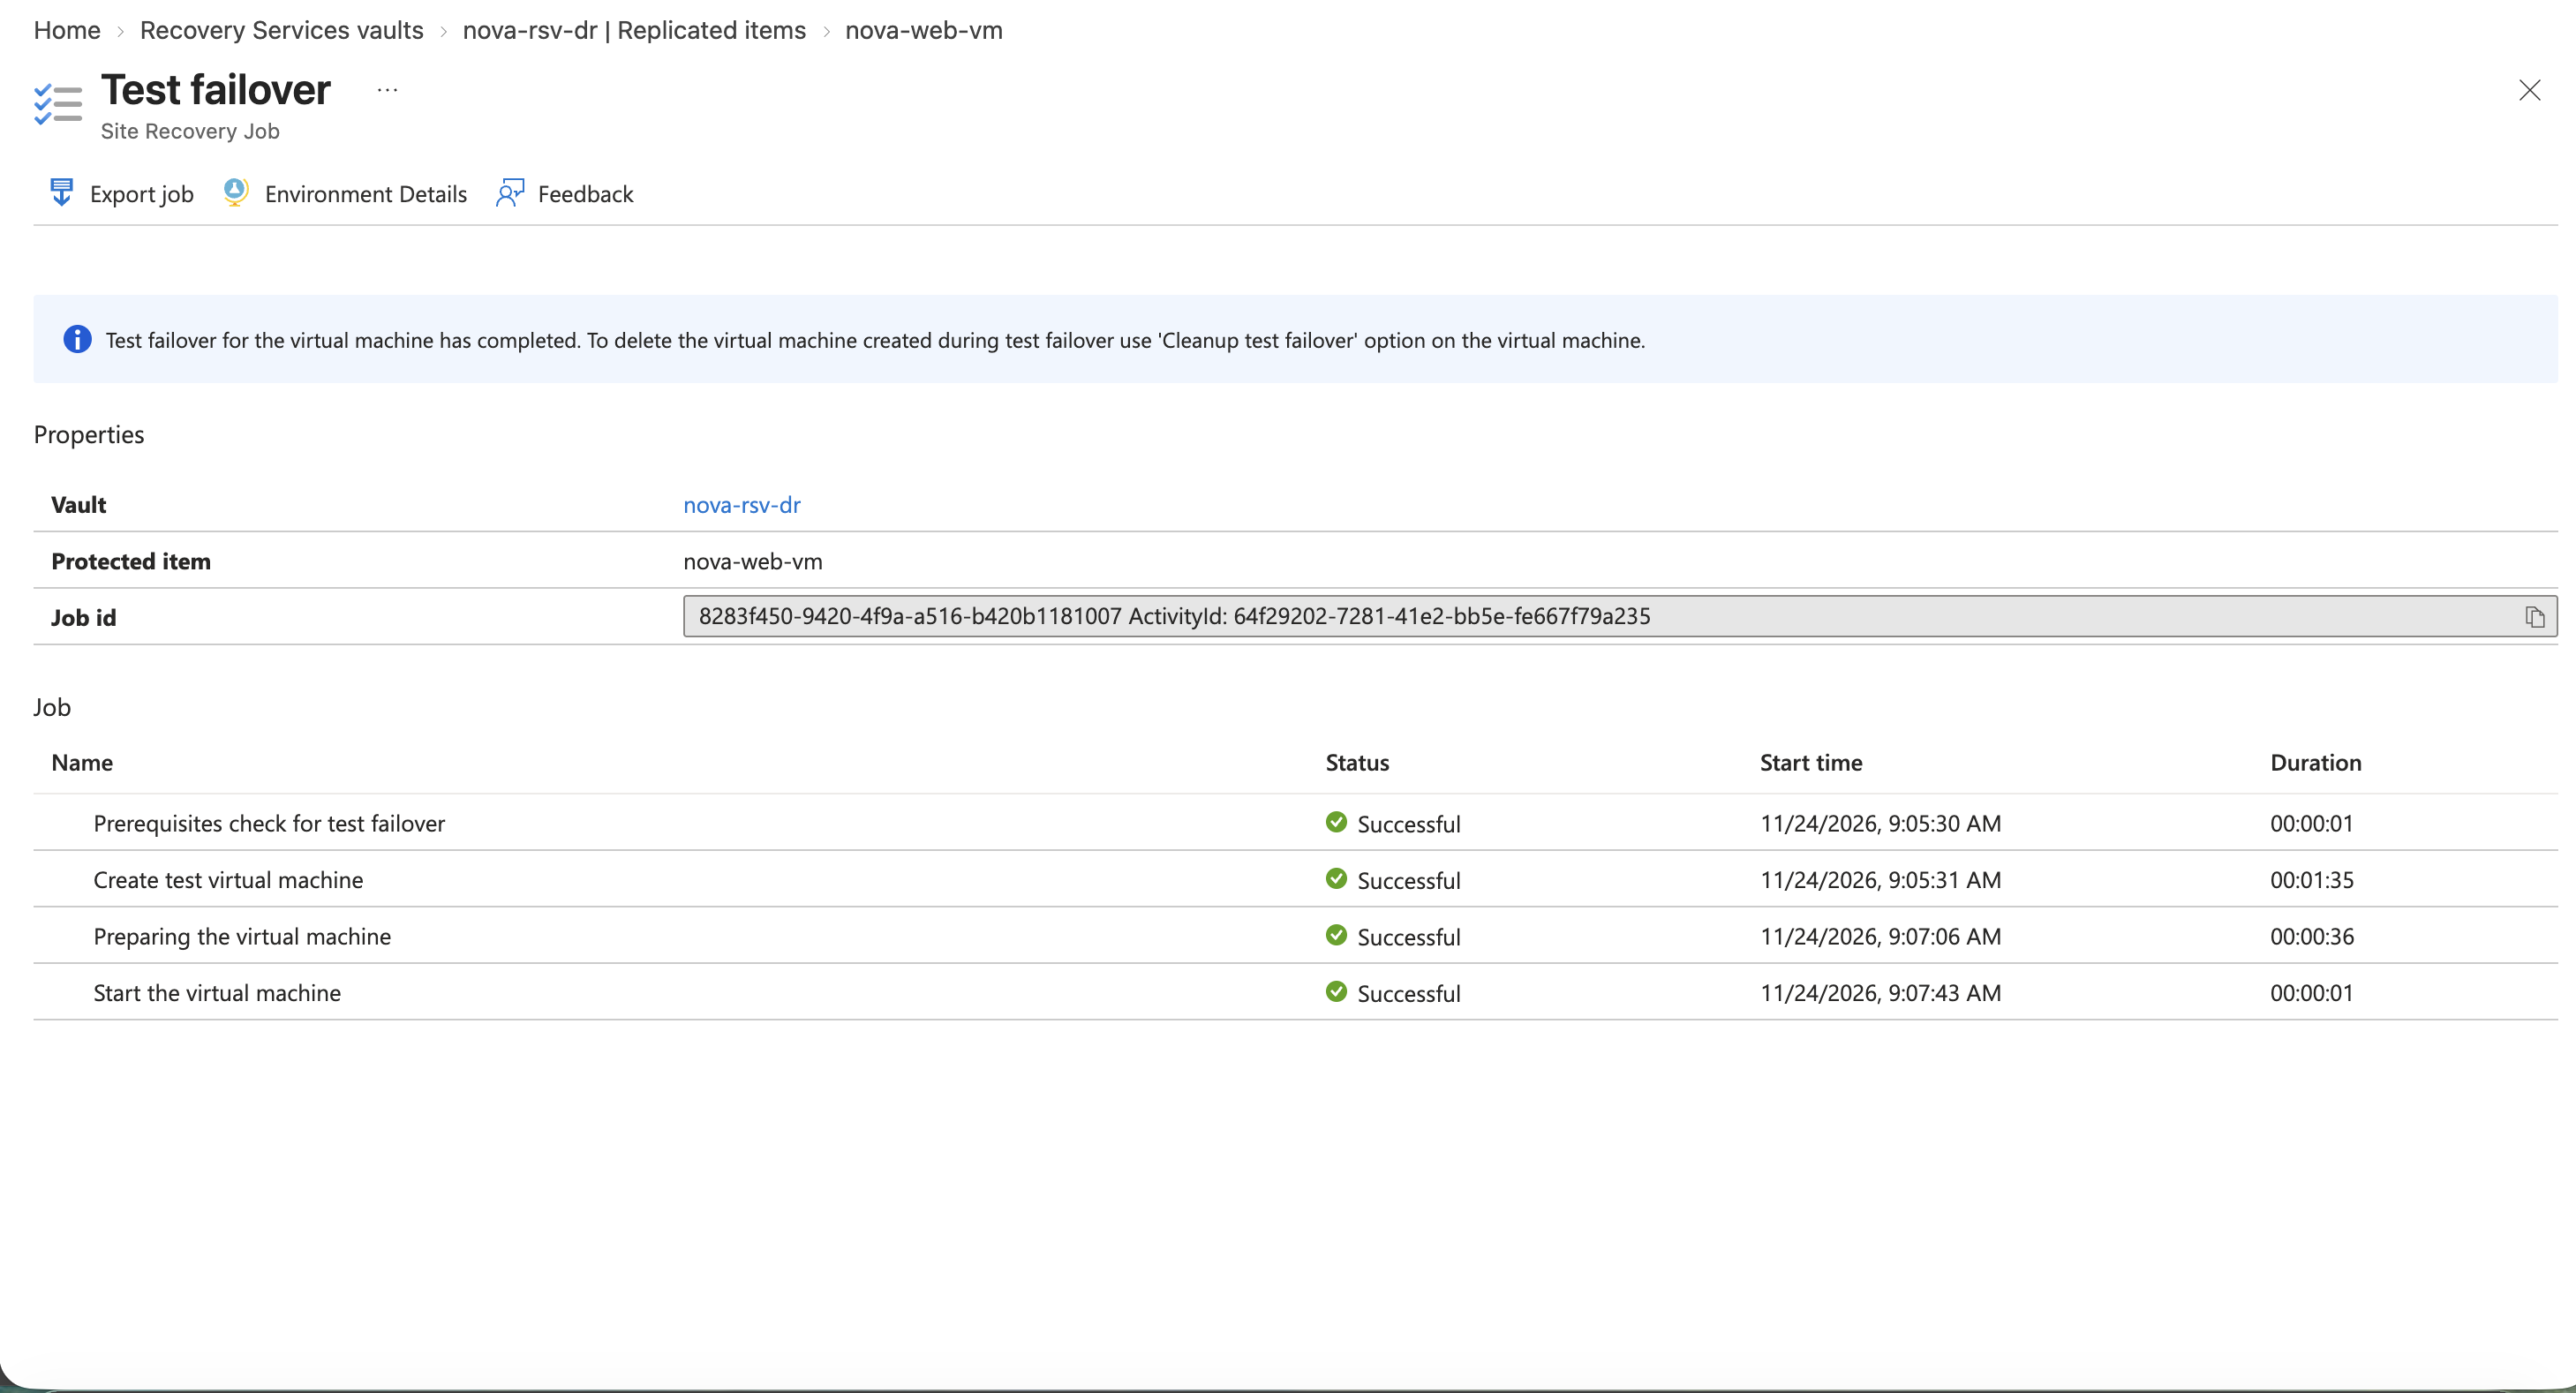 Home > Recovery Services vaults > nova-rsv-dr | Replicated items > nova-web-vm
Test failover ...
Site Recovery Job
Export job Environment Details Feedback
Test failover for the virtual machine has completed. To delete the virtual machine created during test failover use 'Cleanup test failover' option on the virtual machine.
Properties
Vault nova-rsv-dr
Protected item nova-web-vm
Job id 8283f450-9420-4f9a-a516-b420b1181007 ActivityId: 64f29202-7281-41e2-bb5e-fe667f79a235
Job
Name Status Start time Duration
Prerequisites check for test failover Successful 11/24/2026, 9:05:30 AM 00:00:01
Create test virtual machine Successful 11/24/2026, 9:05:31 AM 00:01:35
Preparing the virtual machine Successful 11/24/2026, 9:07:06 AM 00:00:36
Start the virtual machine Successful 11/24/2026, 9:07:43 AM 00:00:01